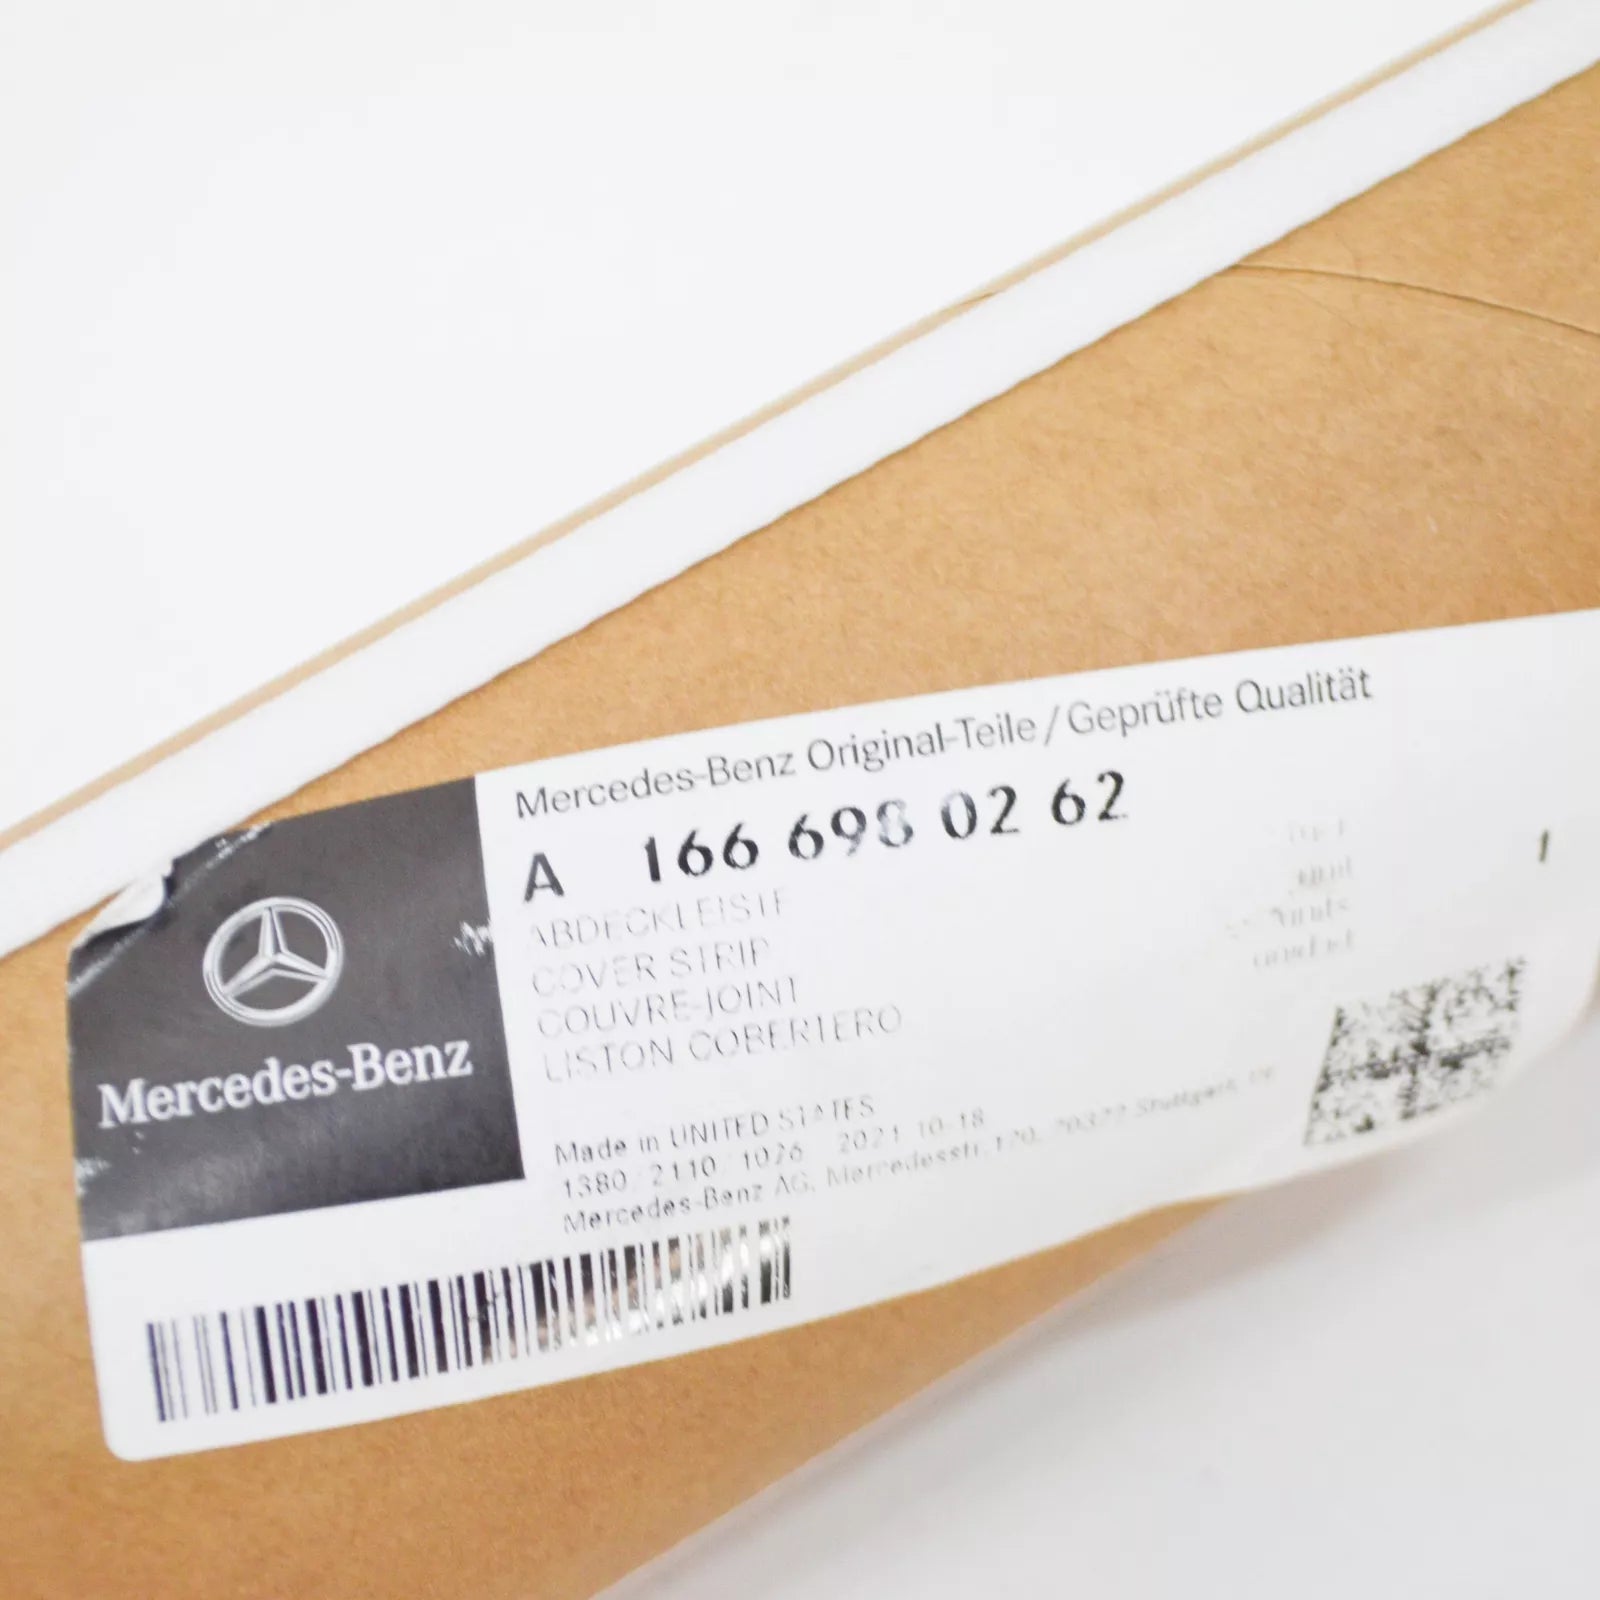 Mercedes-Benz
Mercedes-Benz Original-Teile / Geprüfte Qualität
A 166 698 02 62
ABDECKLEISTE
COVER STRIP
COUVRE-JOINT
LISTON COBERTERO
1
Made in UNITED STATES
1380/2110/1026 2021-10-18
Mercedes-Benz AG, Mercedesstr. 120, 70372 Stuttgart,